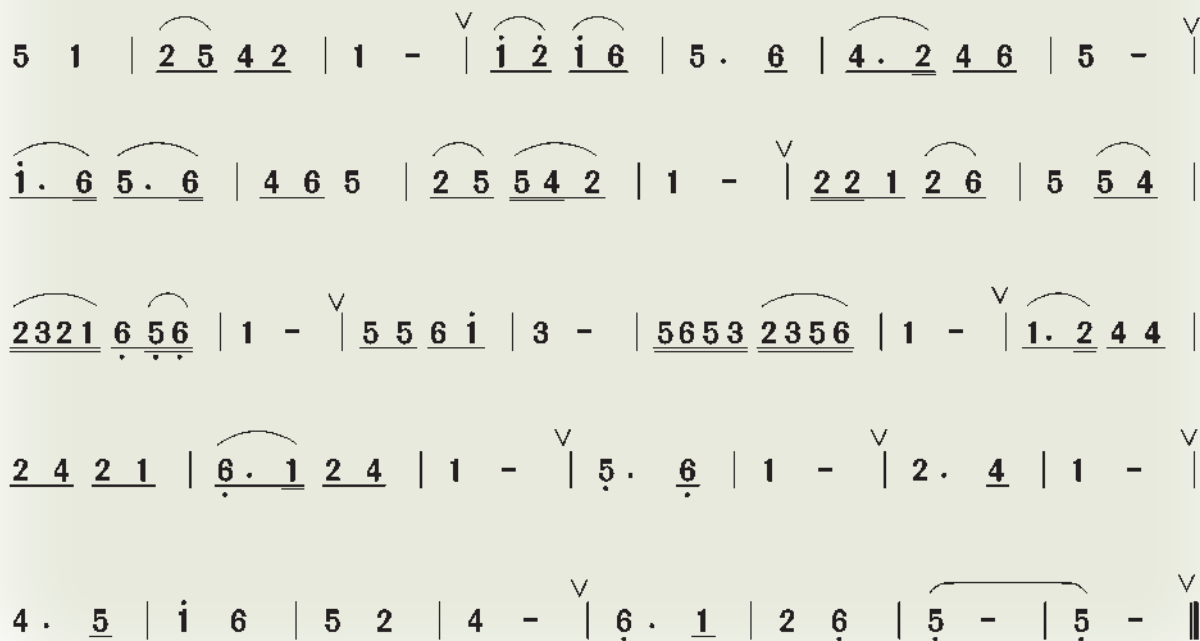 5 1 | 2 5 4 2 | 1 - | i̇ 2̇ i̇ 6 | 5 . 6 | 4 . 2 4 6 | 5 - |
i̇ . 6 5 . 6 | 4 6 5 | 2 5 5 4 2 | 1 - | 2 2 1 2 6 | 5 5 4 |
2 3 2 1 6̣ 5̣ 6̣ | 1 - | 5 5 6 i̇ | 3 - | 5 6 5 3 2 3 5 6 | 1 - | 1 . 2 4 4 |
2 4 2 1 | 6̣ . 1 2 4 | 1 - | 5̣ . 6̣ | 1 - | 2 . 4 | 1 - |
4 . 5 | i̇ 6 | 5 2 | 4 - | 6̣ . 1 | 2 6̣ | 5̣ - | 5̣ - ‖